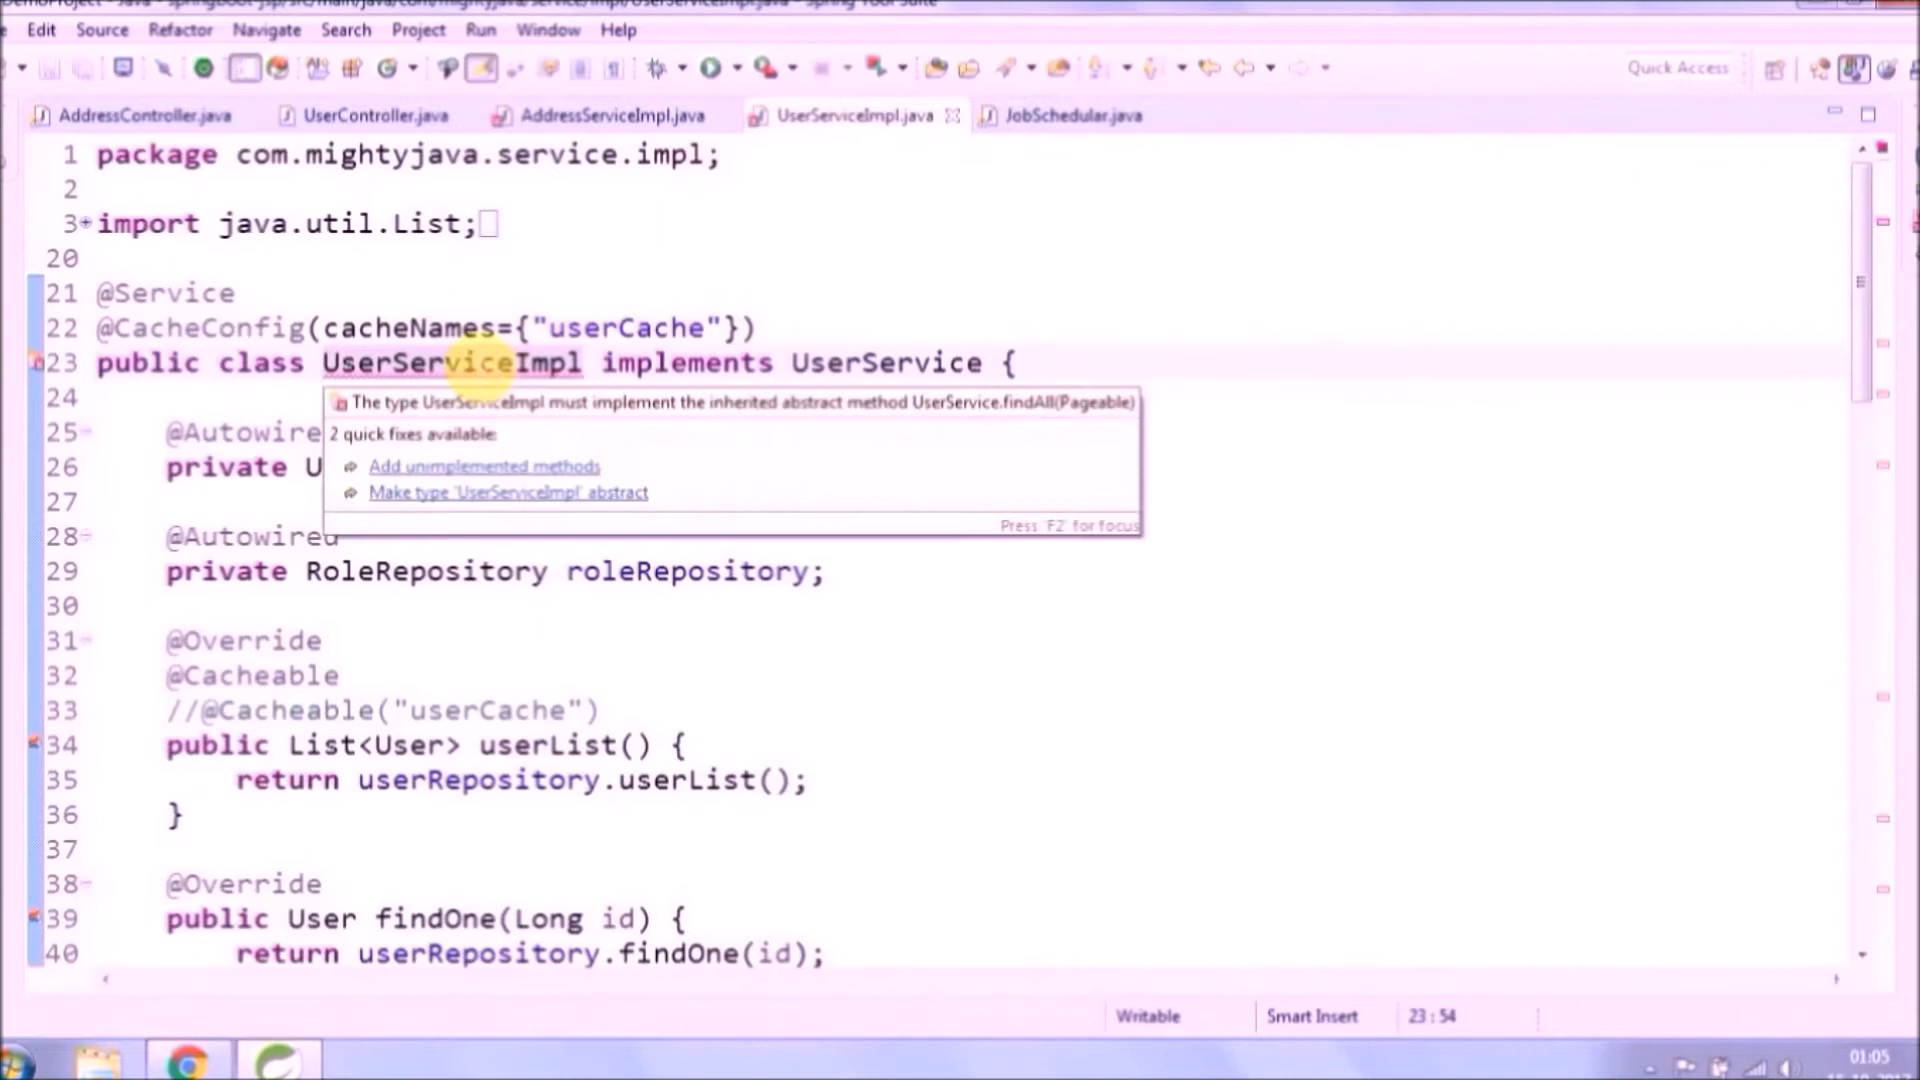 Edit Source Refactor Navigate Search Project Run Window Help
Quick Access
AddressController.java UserController.java AddressServiceImpl.java UserServiceImpl.java JobSchedular.java
1 package com.mightyjava.service.impl;
2
3 import java.util.List;
20
21 @Service
22 @CacheConfig(cacheNames={"userCache"})
23 public class UserServiceImpl implements UserService {
24
The type UserServiceImpl must implement the inherited abstract method UserService.findAll(Pageable)
25 @Autowire
2 quick fixes available:
26 private U
Add unimplemented methods
27
Make type 'UserServiceImpl' abstract
Press 'F2' for focus
28 @Autowired
29 private RoleRepository roleRepository;
30
31 @Override
32 @Cacheable
33 //@Cacheable("userCache")
34 public List<User> userList() {
35 return userRepository.userList();
36 }
37
38 @Override
39 public User findOne(Long id) {
40 return userRepository.findOne(id);
Writable Smart Insert 23 : 54
01:05